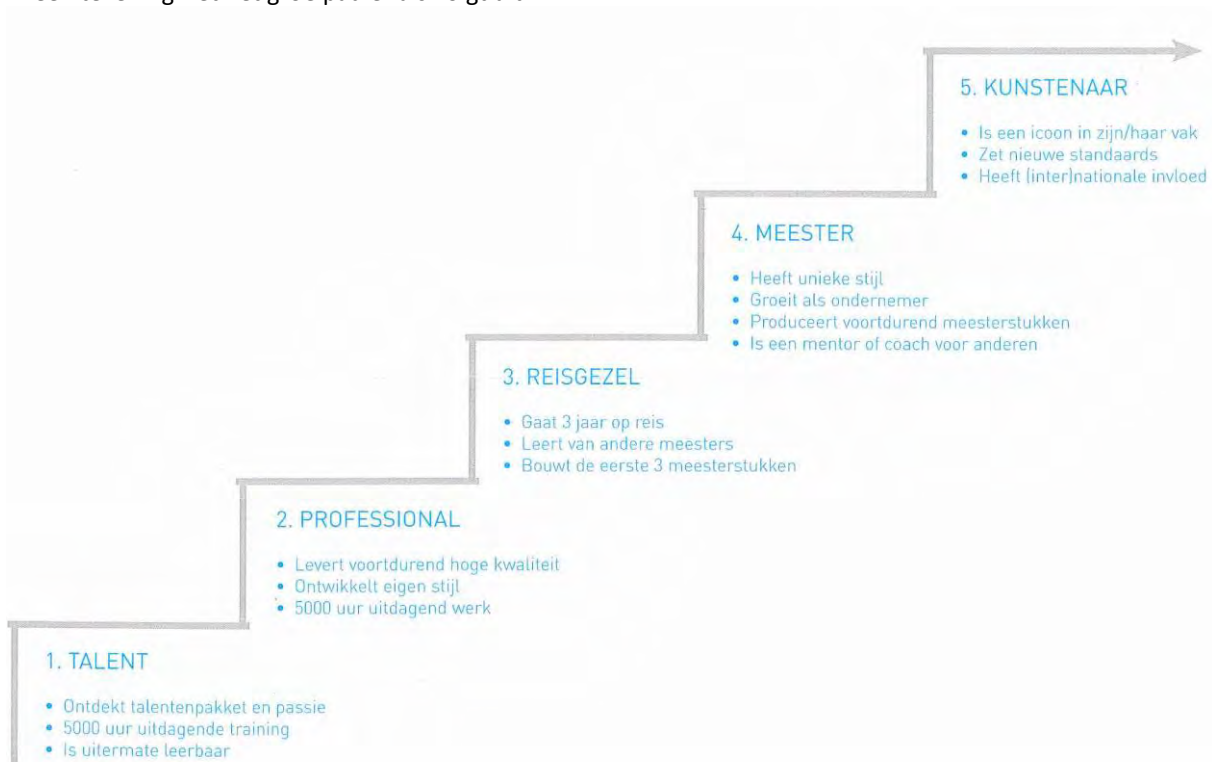 1. TALENT
• Ontdekt talentenpakket en passie
• 5000 uur uitdagende training
• Is uitermate leerbaar
2. PROFESSIONAL
• Levert voortdurend hoge kwaliteit
• Ontwikkelt eigen stijl
• 5000 uur uitdagend werk
3. REISGEZEL
• Gaat 3 jaar op reis
• Leert van andere meesters
• Bouwt de eerste 3 meesterstukken
4. MEESTER
• Heeft unieke stijl
• Groeit als ondernemer
• Produceert voortdurend meesterstukken
• Is een mentor of coach voor anderen
5. KUNSTENAAR
• Is een icoon in zijn/haar vak
• Zet nieuwe standaards
• Heeft (inter)nationale invloed